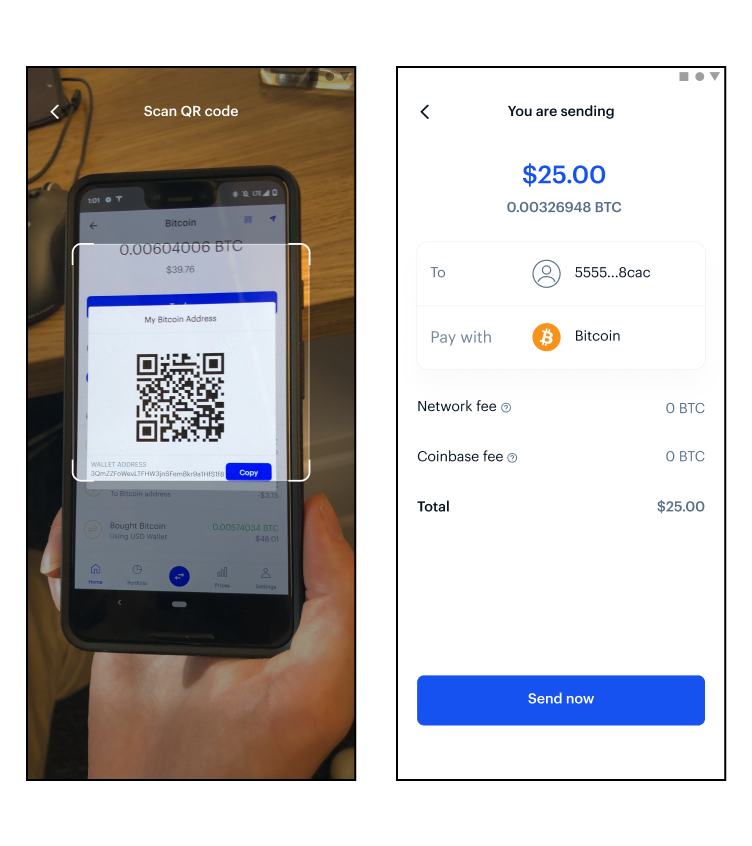 Scan QR code
1:01
LTE
Bitcoin
0.00604006 BTC
$39.76
My Bitcoin Address
WALLET ADDRESS
Copy
To Bitcoin address
-$3.15
Bought Bitcoin
0.00574034 BTC
Using USD Wallet
$48.01
Home
Portfolio
Prices
Settings
You are sending
$25.00
0.00326948 BTC
To
5555...8cac
Pay with
Bitcoin
Network fee
0 BTC
Coinbase fee
0 BTC
Total
$25.00
Send now